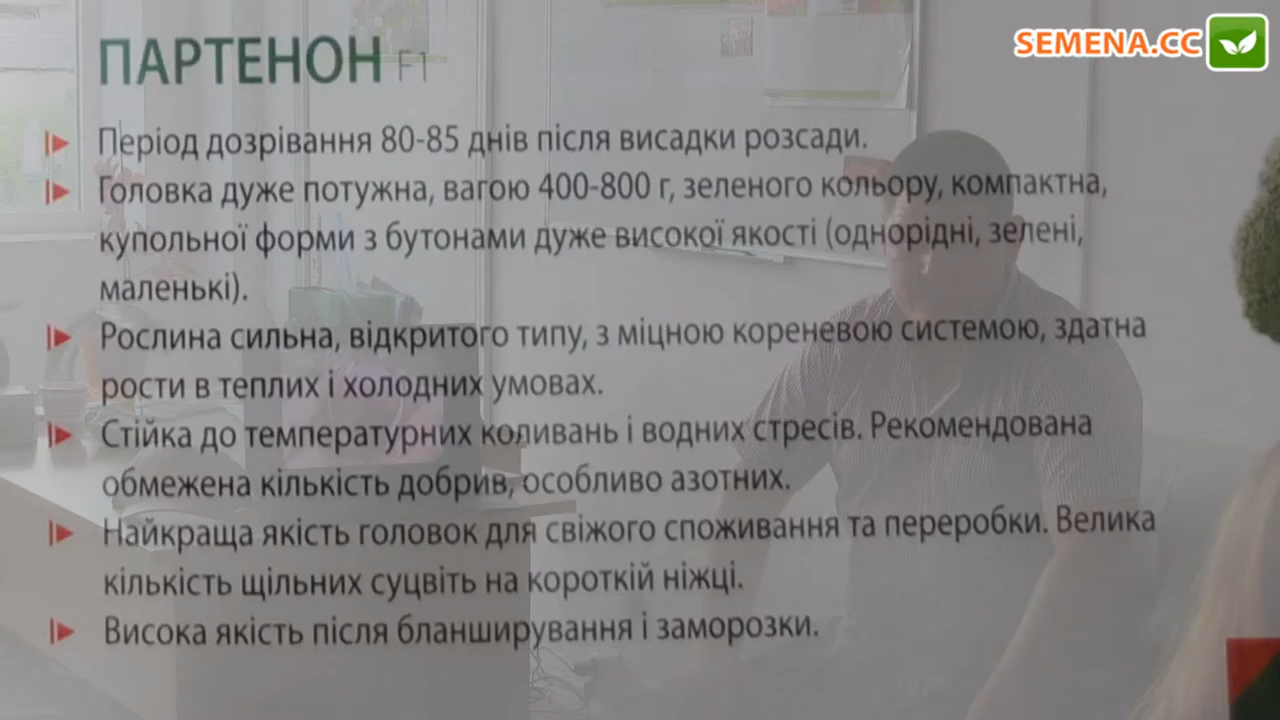 SEMENA.CC
ПАРТЕНОН F1
Період дозрівання 80-85 днів після висадки розсади.
Головка дуже потужна, вагою 400-800 г, зеленого кольору, компактна,
купольної форми з бутонами дуже високої якості (однорідні, зелені,
маленькі).
Рослина сильна, відкритого типу, з міцною кореневою системою, здатна
рости в теплих і холодних умовах.
Стійка до температурних коливань і водних стресів. Рекомендована
обмежена кількість добрив, особливо азотних.
Найкраща якість головок для свіжого споживання та переробки. Велика
кількість щільних суцвіть на короткій ніжці.
Висока якість після бланширування і заморозки.